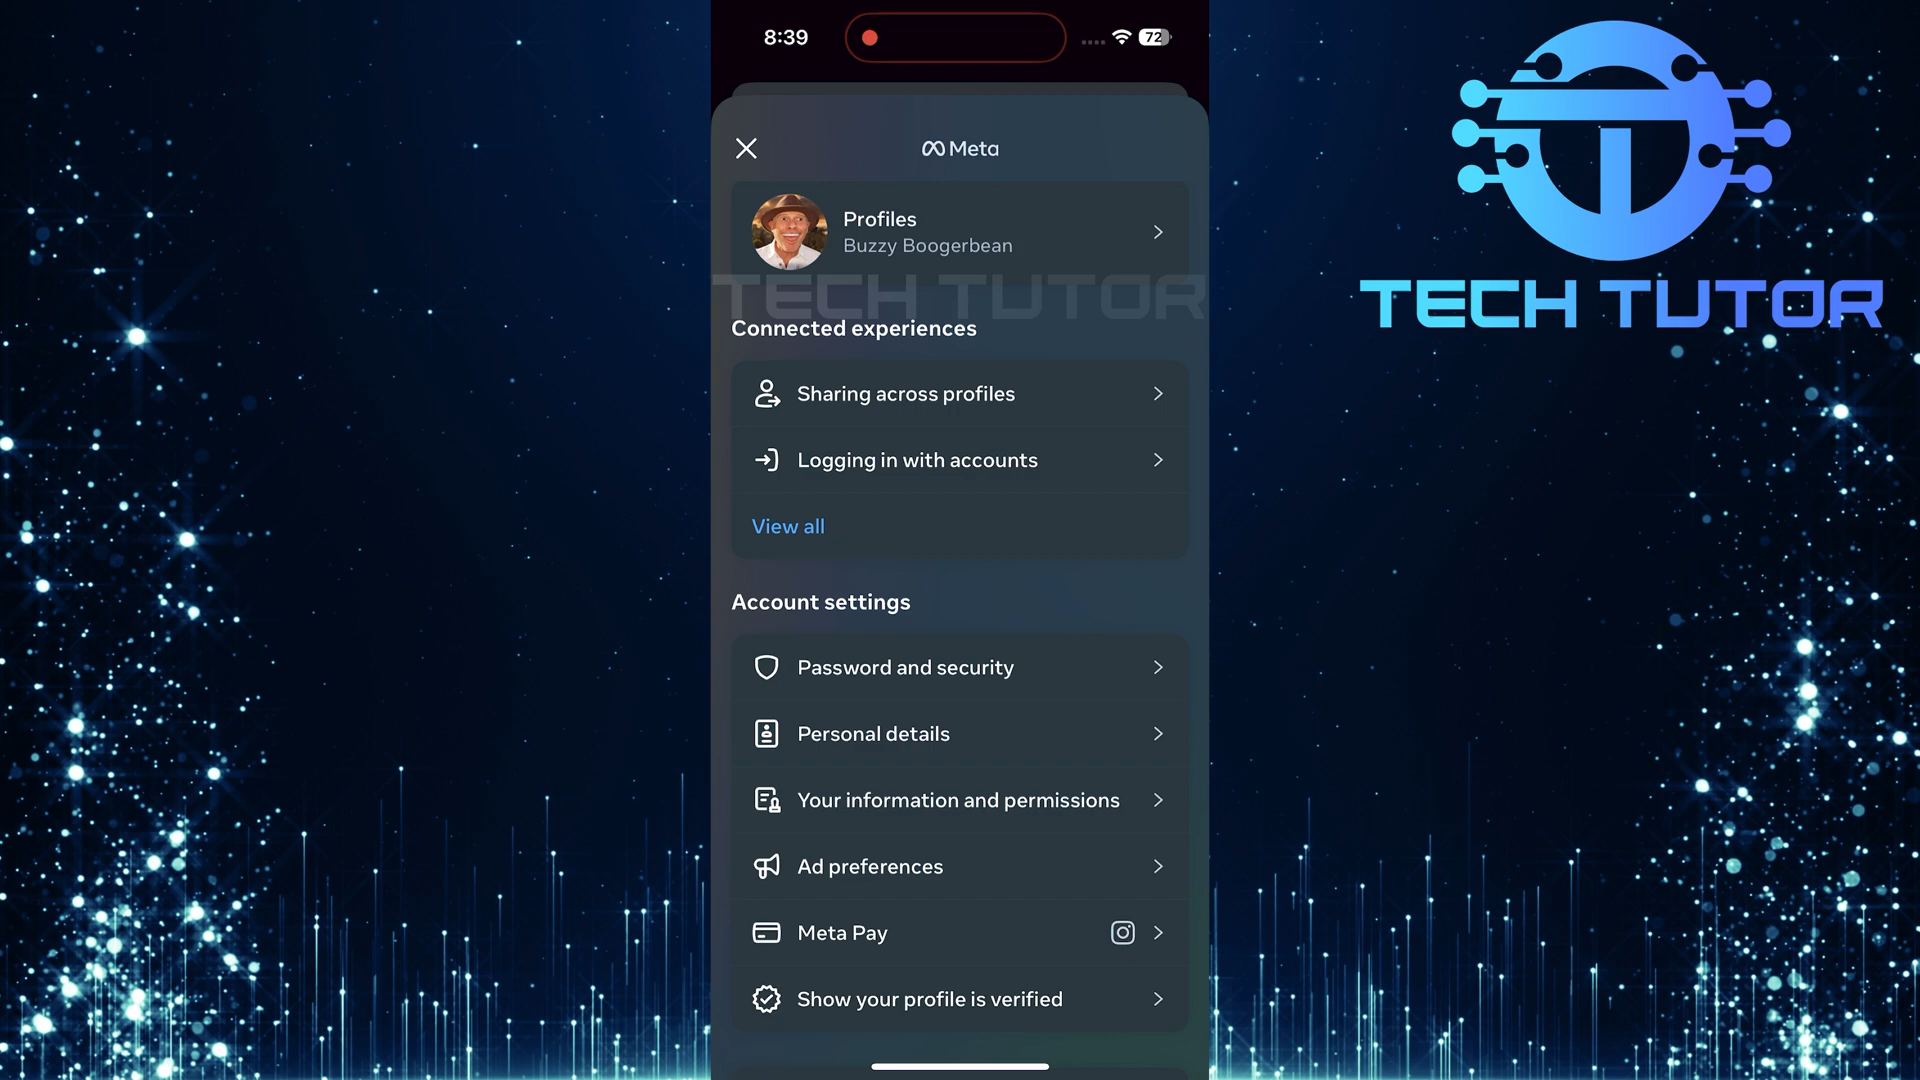 8:39
72
Meta
Profiles
Buzzy Boogerbean
TECH TUTOR
TECH TUTOR
Connected experiences
Sharing across profiles
Logging in with accounts
View all
Account settings
Password and security
Personal details
Your information and permissions
Ad preferences
Meta Pay
Show your profile is verified